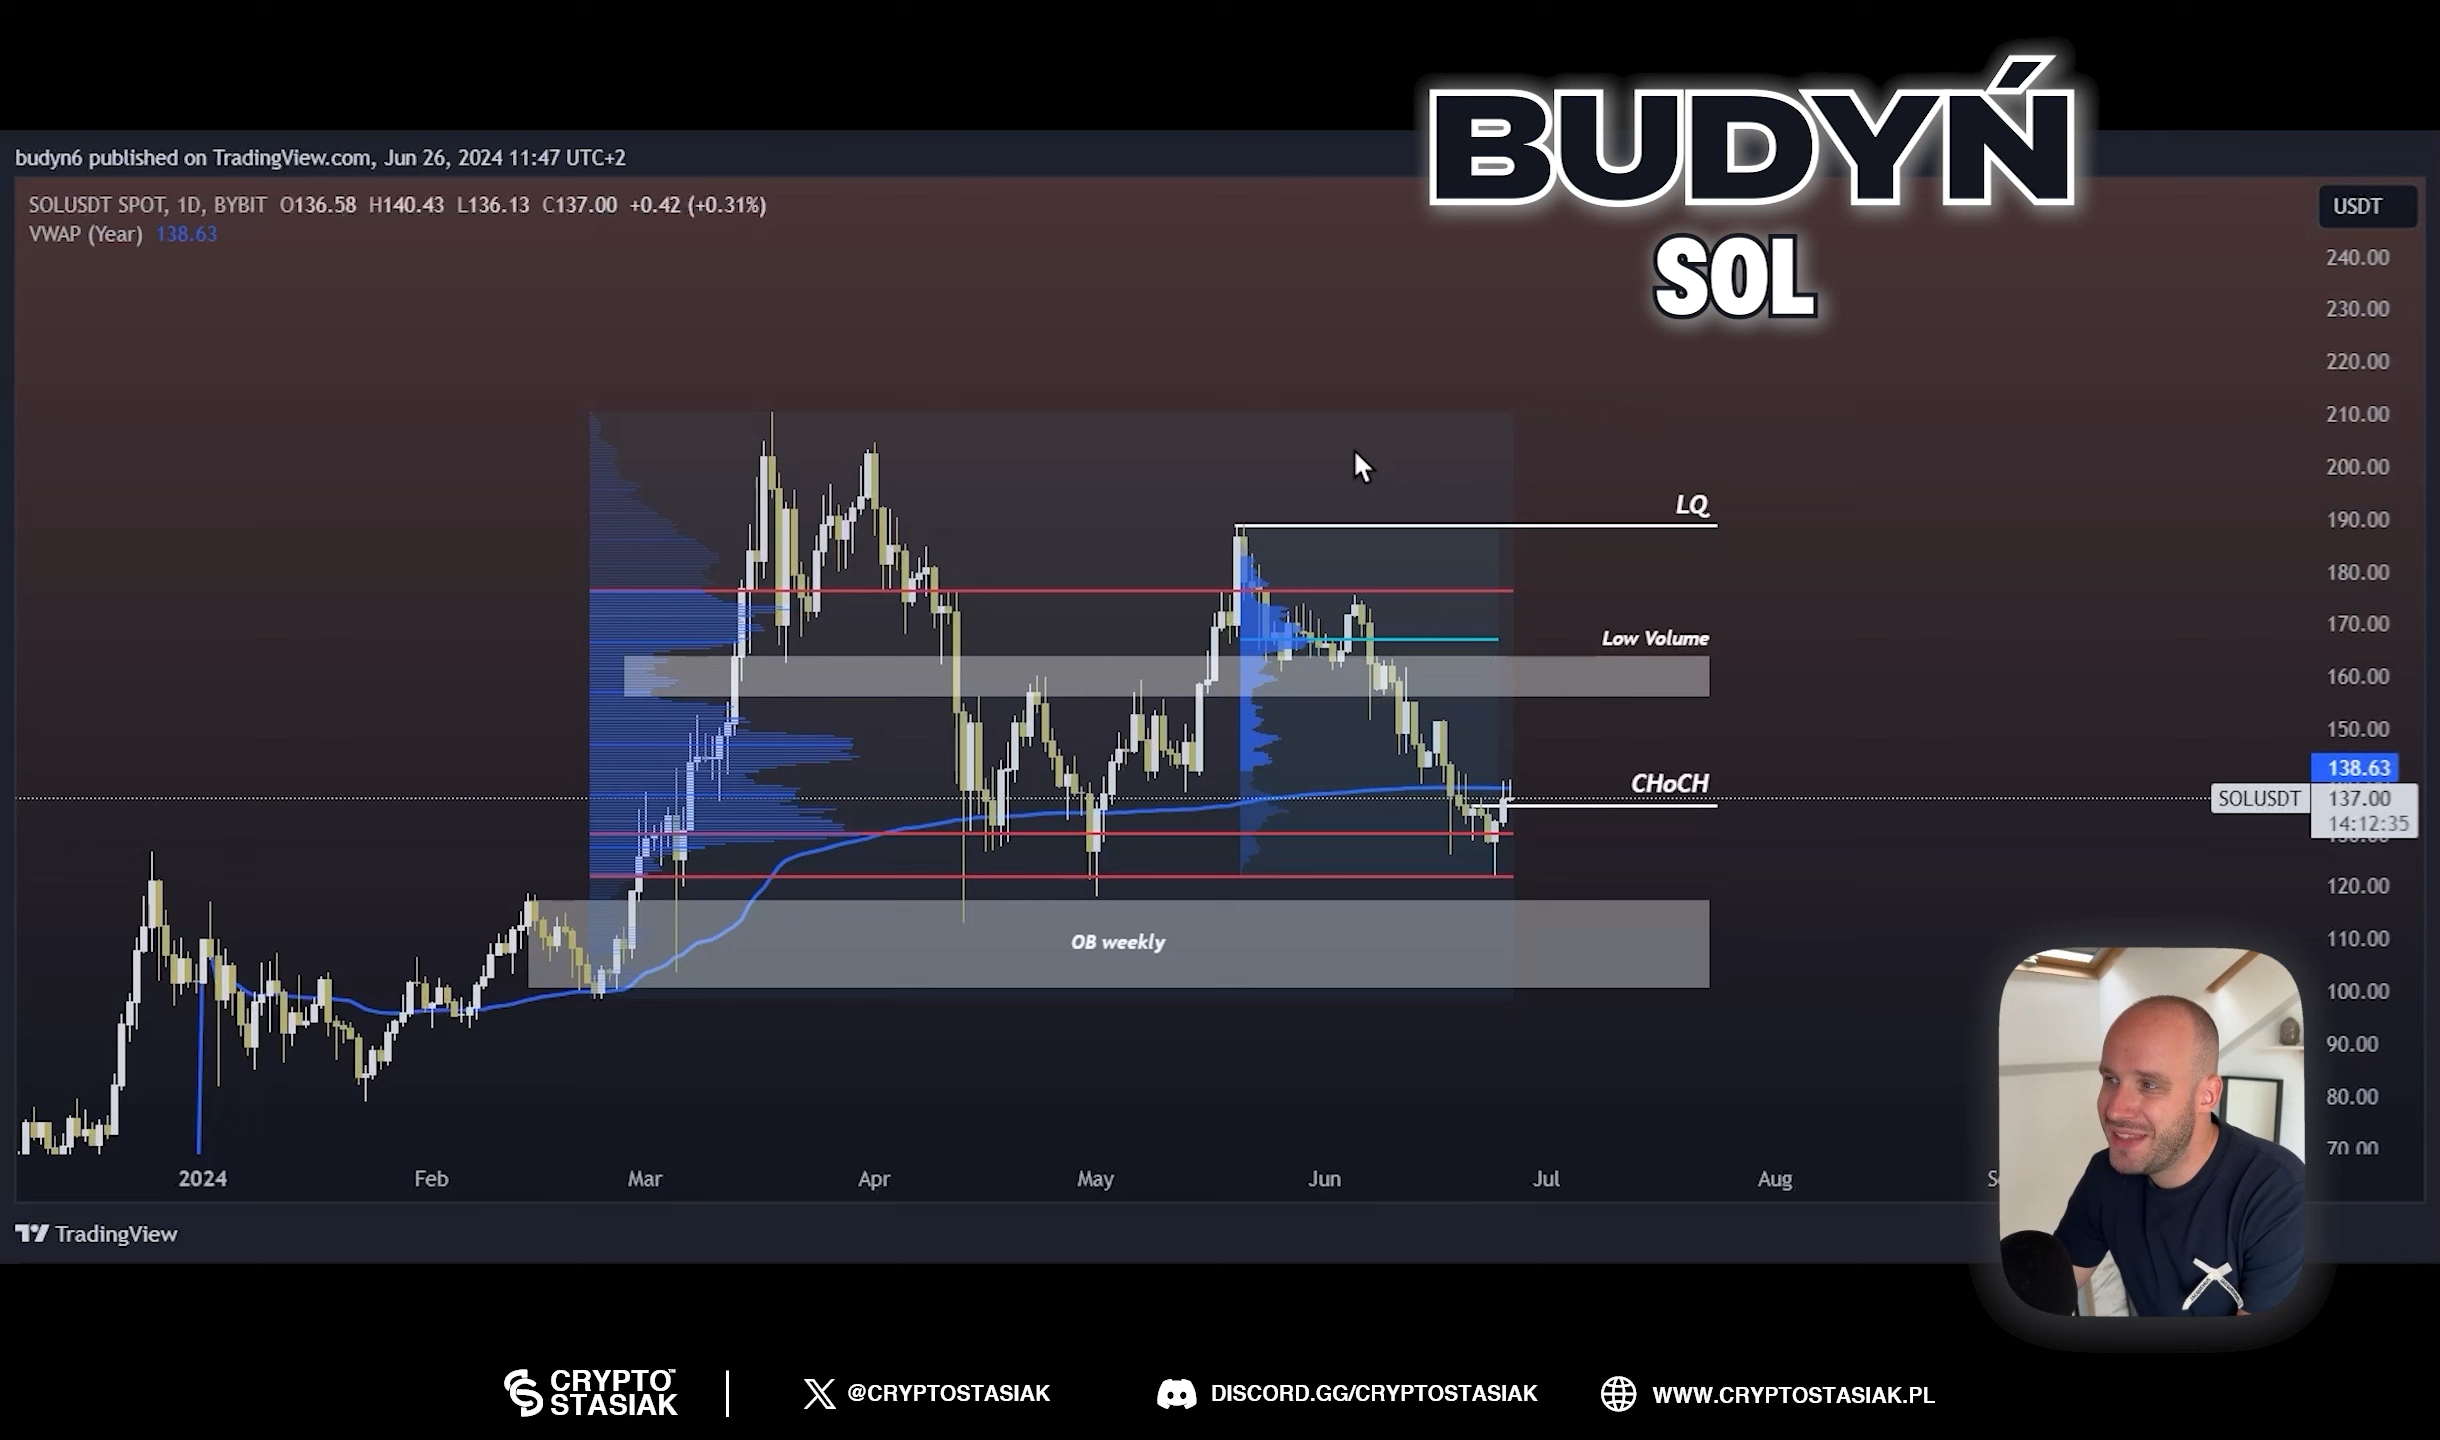 BUDYŃ
SOL
budyn6 published on TradingView.com, Jun 26, 2024 11:47 UTC+2
SOLUSDT SPOT, 1D, BYBIT O136.58 H140.43 L136.13 C137.00 +0.42 (+0.31%)
VWAP (Year) 138.63
USDT
240.00
230.00
220.00
210.00
200.00
190.00
180.00
170.00
160.00
150.00
138.63
SOLUSDT 137.00
14:12:35
120.00
110.00
100.00
90.00
80.00
70.00
LQ
Low Volume
CHoCH
OB weekly
2024 Feb Mar Apr May Jun Jul Aug
TradingView
CRYPTO™
STASIAK
@CRYPTOSTASIAK
DISCORD.GG/CRYPTOSTASIAK
WWW.CRYPTOSTASIAK.PL